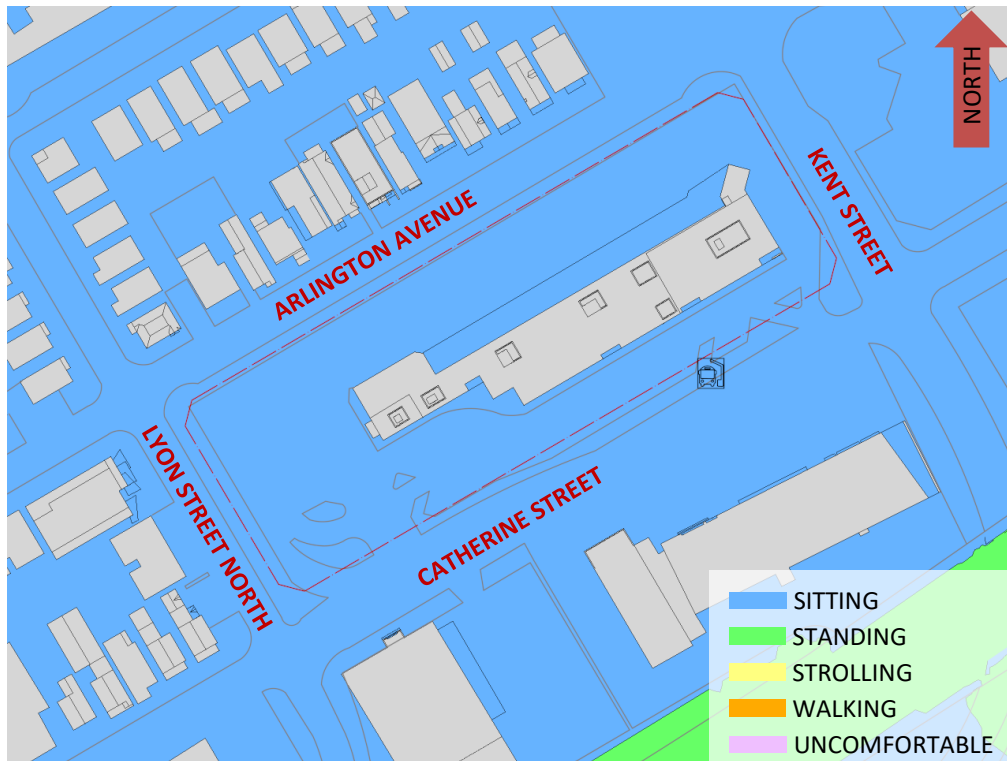 NORTH
KENT STREET
ARLINGTON AVENUE
LYON STREET NORTH
CATHERINE STREET
SITTING
STANDING
STROLLING
WALKING
UNCOMFORTABLE